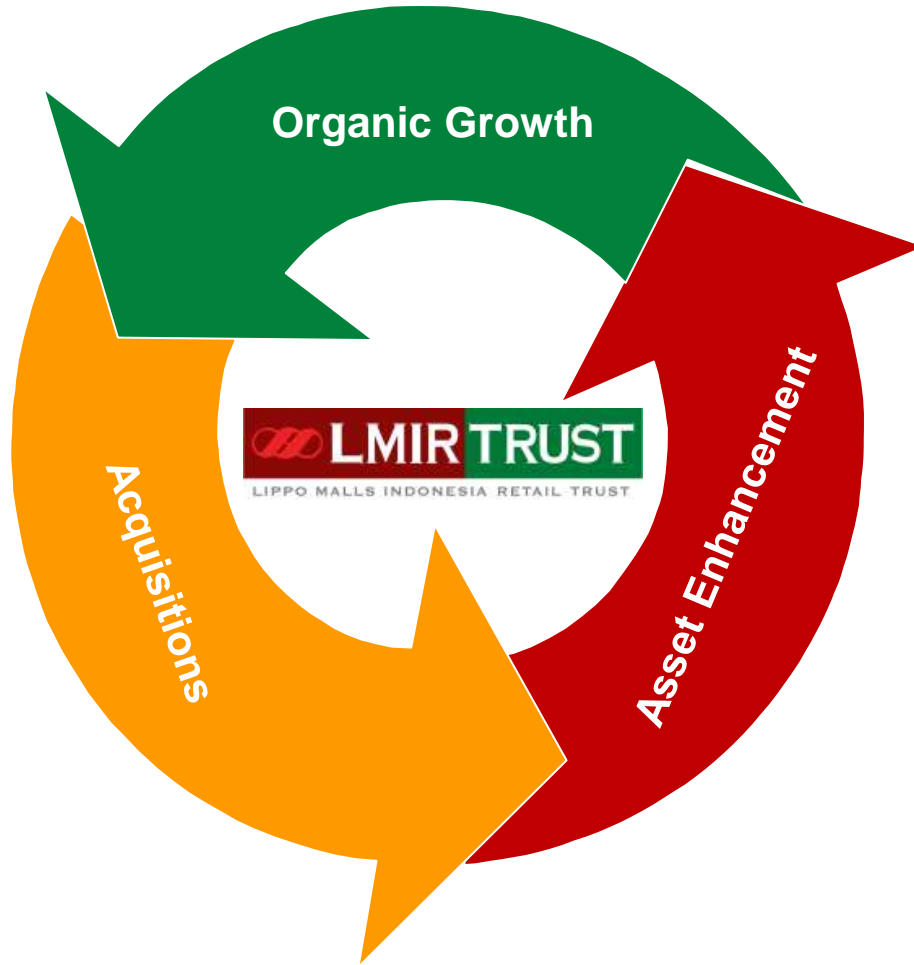 Organic Growth
LMIR TRUST
LIPPO MALLS INDONESIA RETAIL TRUST
Acquisitions
Asset Enhancement